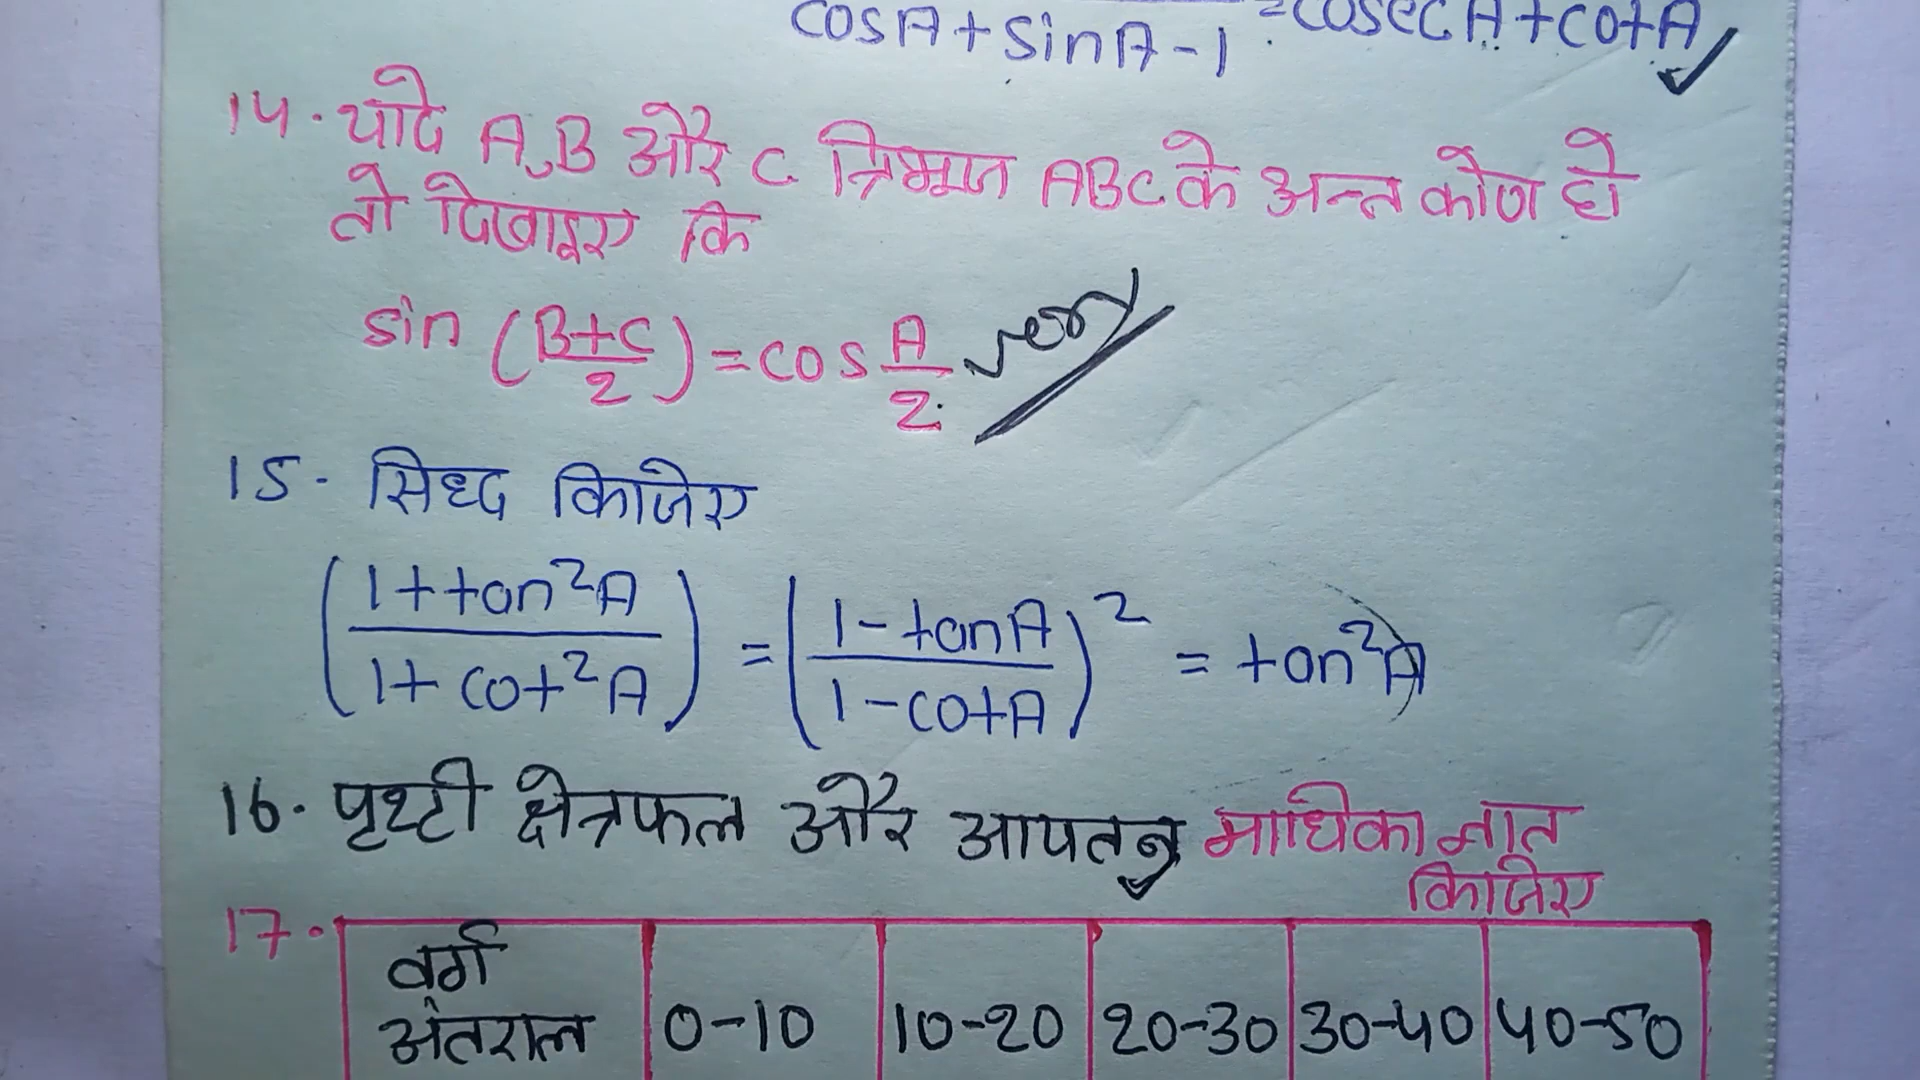 cosA+sinA-1 =cosecA+cotA
14. यदि A,B और C त्रिभुज ABC के अन्त कोण हो
तो दिखाइए कि
sin (B+C/2) = cos A/2 very
15. सिध्द किजिए
(1+tan²A/1+cot²A) = (1-tanA/1-cotA)² = tan²A
16. पृष्टी क्षेत्रफल और आयतन माधिका ज्ञात
किजिए
17. वर्ग
अंतराल 0-10 10-20 20-30 30-40 40-50